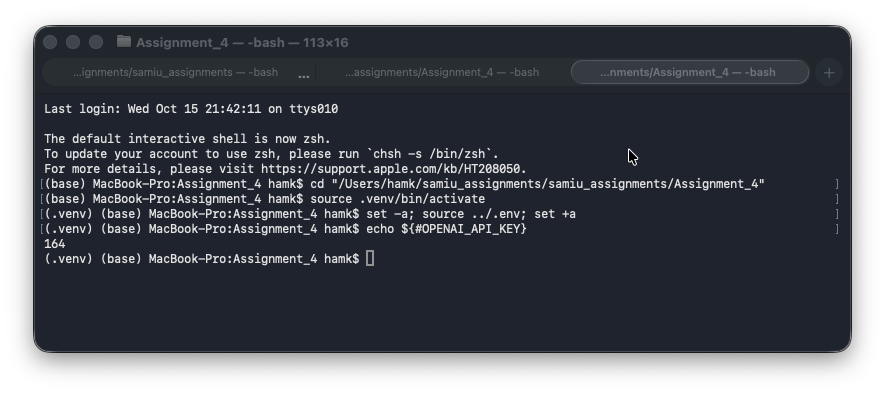 Assignment_4 — -bash — 113×16
...ignments/samiu_assignments — -bash ... ...assignments/Assignment_4 — -bash ...nments/Assignment_4 — -bash +
Last login: Wed Oct 15 21:42:11 on ttys010
The default interactive shell is now zsh.
To update your account to use zsh, please run `chsh -s /bin/zsh`.
For more details, please visit https://support.apple.com/kb/HT208050.
[(base) MacBook-Pro:Assignment_4 hamk$ cd "/Users/hamk/samiu_assignments/samiu_assignments/Assignment_4" ]
[(base) MacBook-Pro:Assignment_4 hamk$ source .venv/bin/activate ]
[(.venv) (base) MacBook-Pro:Assignment_4 hamk$ set -a; source ../.env; set +a ]
[(.venv) (base) MacBook-Pro:Assignment_4 hamk$ echo ${#OPENAI_API_KEY} ]
164
(.venv) (base) MacBook-Pro:Assignment_4 hamk$